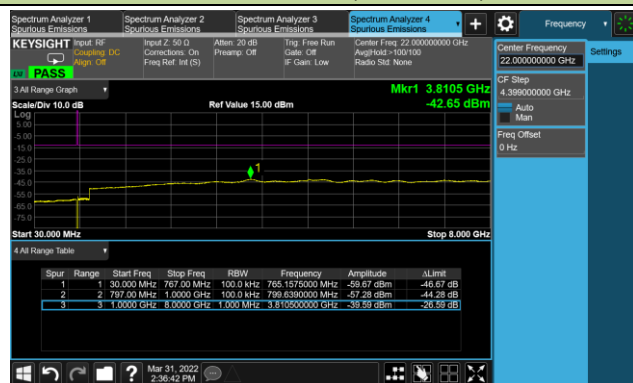 Spectrum Analyzer 1
Spurious Emissions
Spectrum Analyzer 2
Spurious Emissions
Spectrum Analyzer 3
Spurious Emissions
Spectrum Analyzer 4
Spurious Emissions
+
Frequency
KEYSIGHT
Input: RF
Coupling: DC
Align: Off
Input Z: 50 Ω
Corrections: On
Freq Ref: Int (S)
Atten: 20 dB
Preamp: Off
Trig: Free Run
Gate: Off
IF Gain: Low
Center Freq: 22.000000000 GHz
Avg|Hold:>100/100
Radio Std: None
LNI PASS
Center Frequency
22.000000000 GHz
Settings
CF Step
4.399000000 GHz
Auto
Man
Freq Offset
0 Hz
3 All Range Graph
Mkr1 3.8105 GHz
Scale/Div 10.0 dB
Ref Value 15.00 dBm
-42.65 dBm
Log
5.00
-5.00
-15.0
-25.0
-35.0
-45.0
-55.0
-65.0
-75.0
1
Start 30.000 MHz
Stop 8.000 GHz
4 All Range Table
Spur Range Start Freq Stop Freq RBW Frequency Amplitude ΔLimit
1 1 30.000 MHz 767.00 MHz 100.0 kHz 765.1575000 MHz -59.67 dBm -46.67 dB
2 2 797.00 MHz 1.0000 GHz 100.0 kHz 799.6390000 MHz -57.28 dBm -44.28 dB
3 3 1.0000 GHz 8.0000 GHz 1.000 MHz 3.810500000 GHz -39.59 dBm -26.59 dB
?
Mar 31, 2022
2:36:42 PM